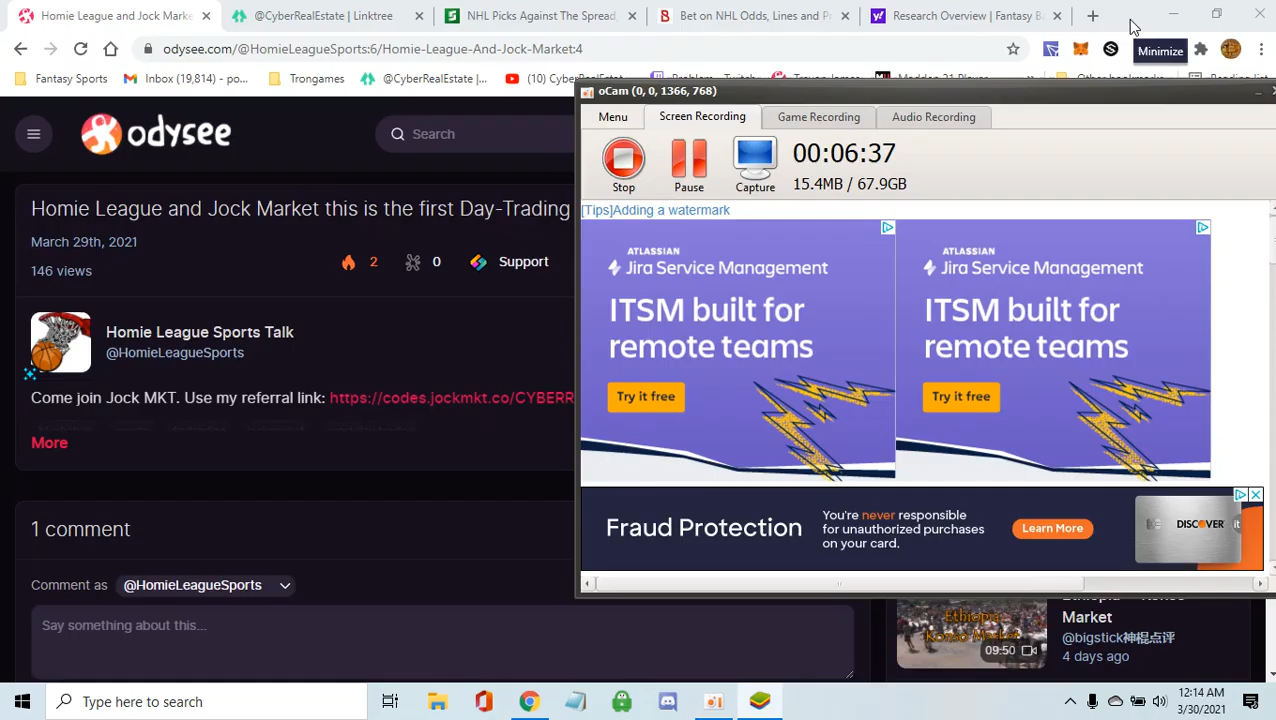 Home League and Jock Marke
@CyberRealEstate | Linktree
NHL Picks Against The Spread,
Bet on NHL Odds, Lines and Pr
Research Overview | Fantasy Ba
odysee.com/@HomieLeagueSports:6/Homie-League-And-Jock-Market:4
Minimize
Fantasy Sports
Inbox (19,814) - po...
Trongames
@CyberRealEstate (...
(10) CyberRealEst
oCam (0, 0, 1366, 768)
Menu
Screen Recording
Game Recording
Audio Recording
odysee
Search
Stop
Pause
Capture
00:06:37
15.4MB / 67.9GB
[Tips]Adding a watermark
Homie League and Jock Market this is the first Day-Trading
March 29th, 2021
146 views
2
0
Support
Homie League Sports Talk
@HomieLeagueSports
Come join Jock MKT. Use my referral link: https://codes.jockmkt.co/CYBERR
More
ATLASSIAN
Jira Service Management
ITSM built for
remote teams
Try it free
ATLASSIAN
Jira Service Management
ITSM built for
remote teams
Try it free
Fraud Protection
You're never responsible
for unauthorized purchases
on your card.
Learn More
DISCOVER it
1 comment
Comment as
@HomieLeagueSports
Say something about this...
Ethiopia
Konso Market
09:50
Market
@bigstick神棍点评
4 days ago
Type here to search
12:14 AM
3/30/2021